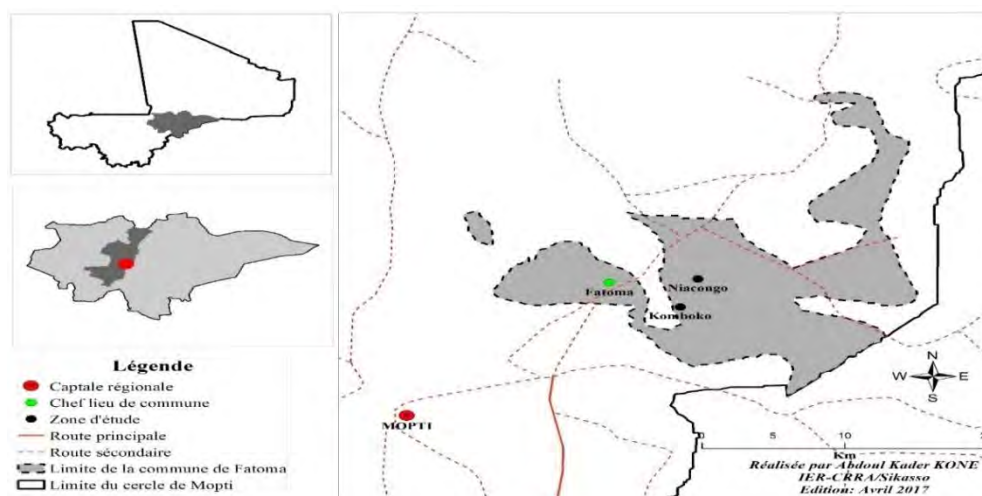 Légende
Captale régionale
Chef lieu de commune
Zone d'étude
Route principale
Route sécondaire
Limite de la commune de Fatoma
Limite du cercle de Mopti
Fatoma
Niacongo
Komboko
MOPTI
N
W E
S
0 5 10
Km
Réalisée par Abdoul Kader KONE
IER-CRRA/Sikasso
Edition: Avril 2017